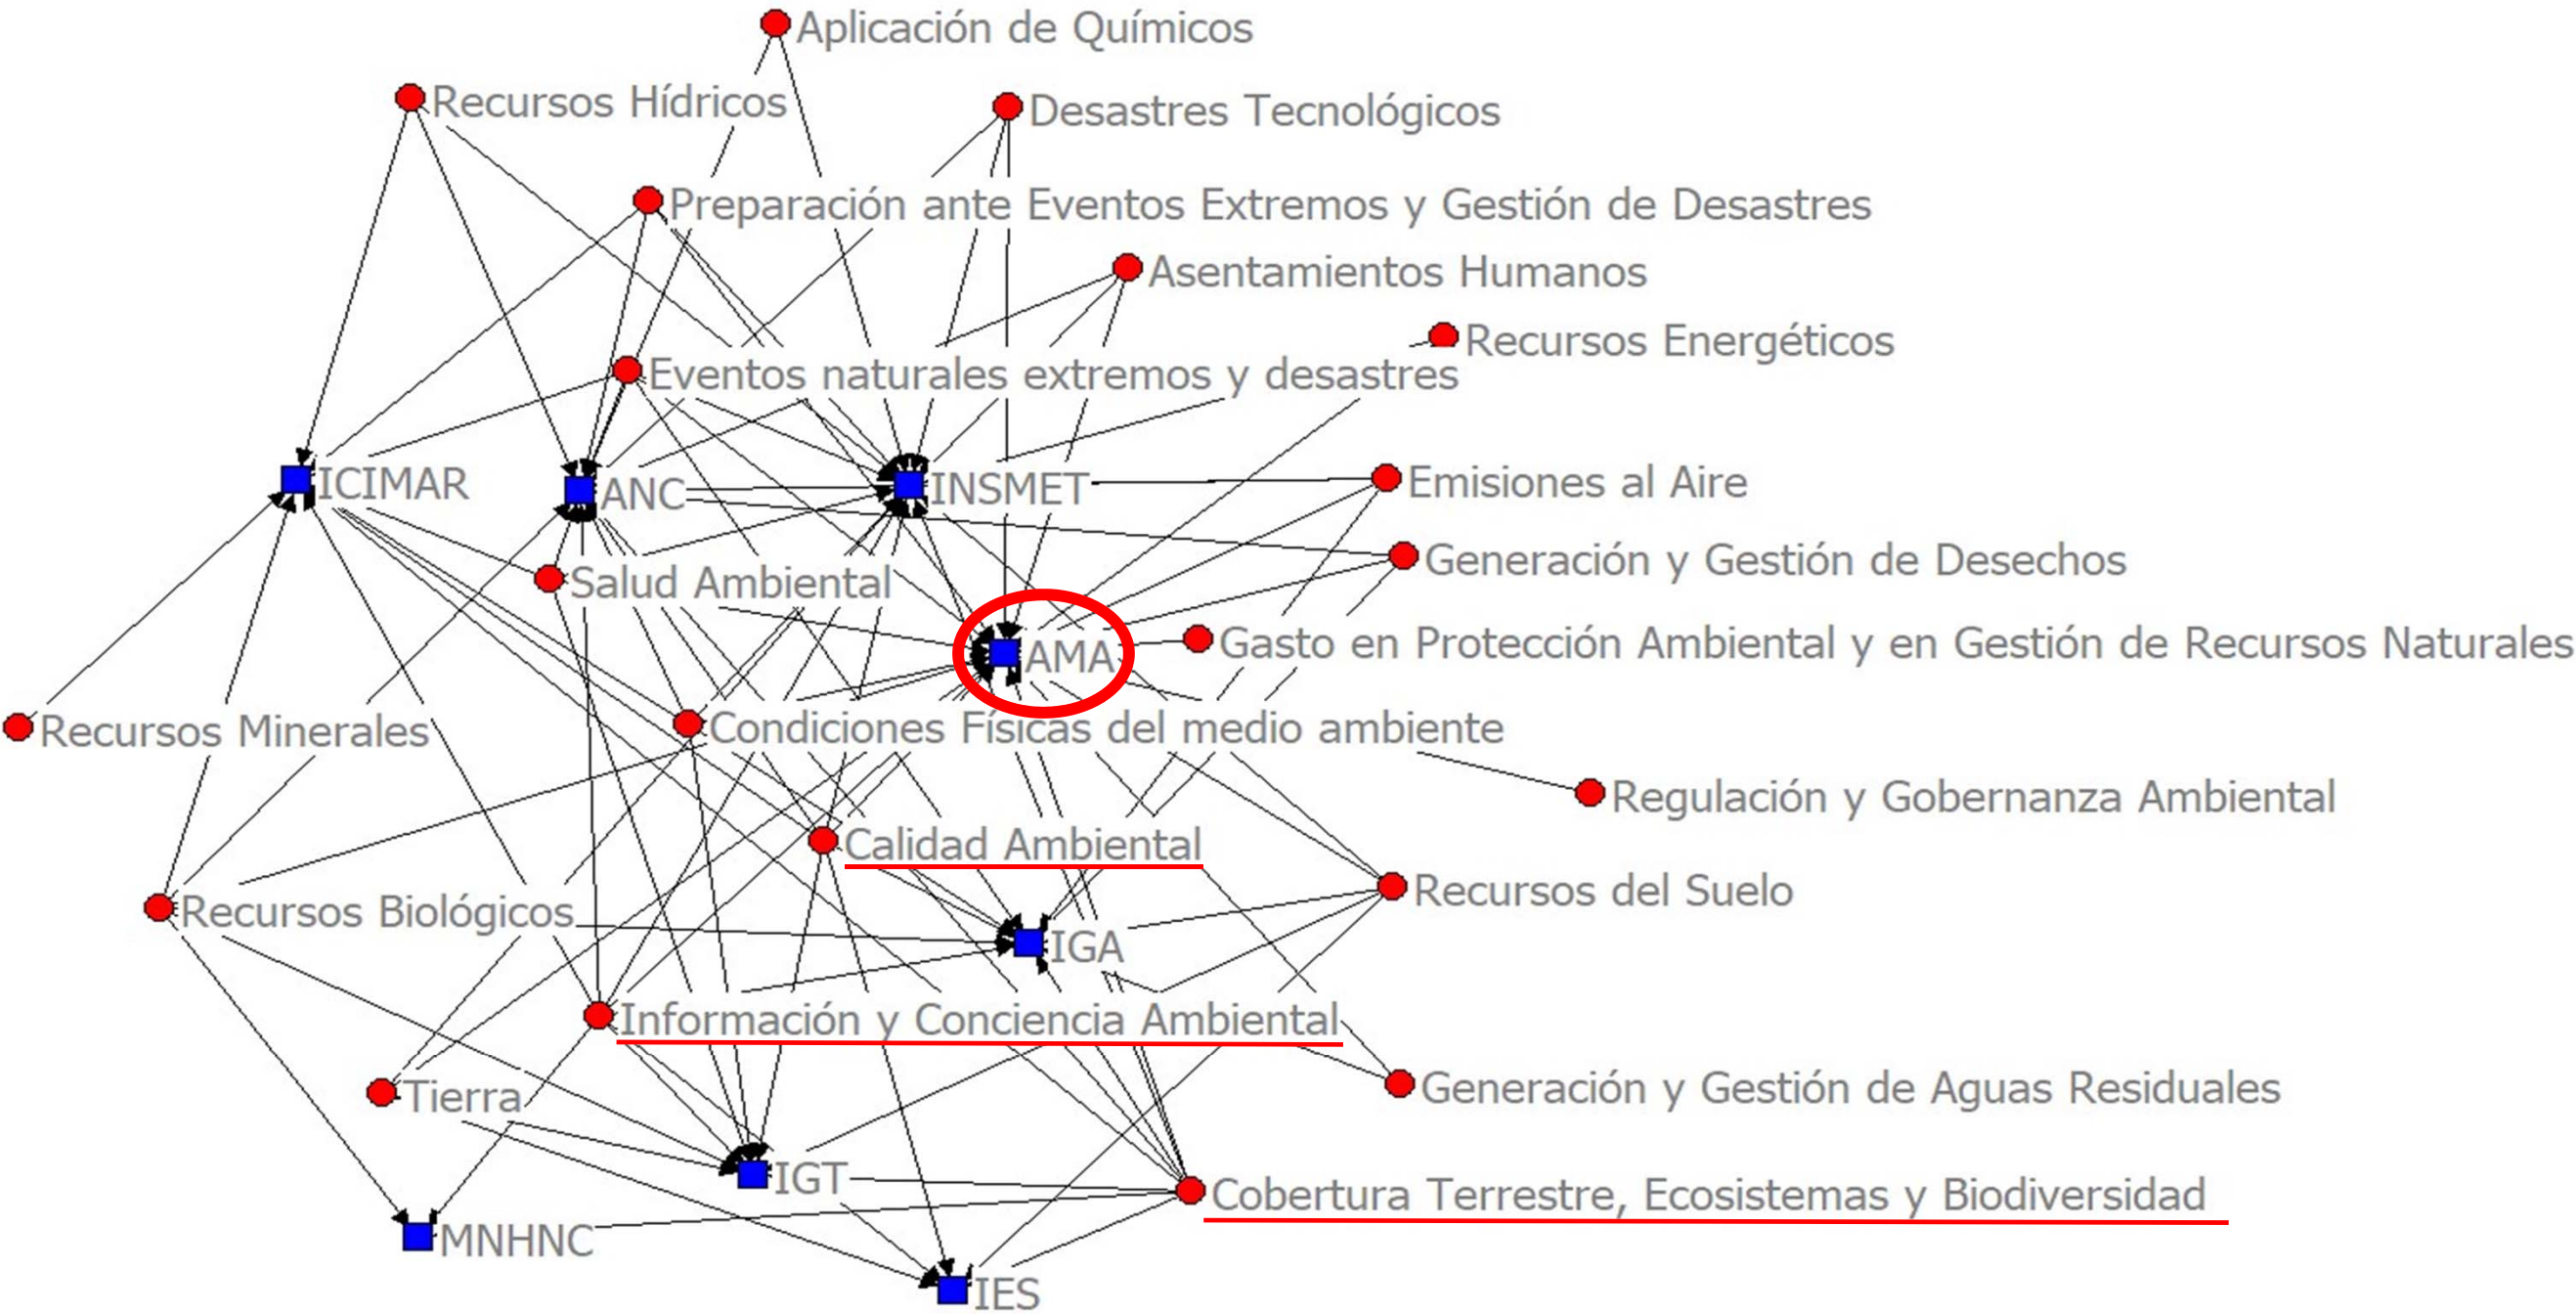 Aplicación de Químicos
Recursos Hídricos
Desastres Tecnológicos
Preparación ante Eventos Extremos y Gestión de Desastres
Asentamientos Humanos
Recursos Energéticos
Eventos naturales extremos y desastres
ICIMAR
ANC
INSMET
Emisiones al Aire
Generación y Gestión de Desechos
Salud Ambiental
AMA
Gasto en Protección Ambiental y en Gestión de Recursos Naturales
Recursos Minerales
Condiciones Físicas del medio ambiente
Regulación y Gobernanza Ambiental
Calidad Ambiental
Recursos del Suelo
Recursos Biológicos
IGA
Información y Conciencia Ambiental
Tierra
Generación y Gestión de Aguas Residuales
IGT
Cobertura Terrestre, Ecosistemas y Biodiversidad
MNHNC
IES